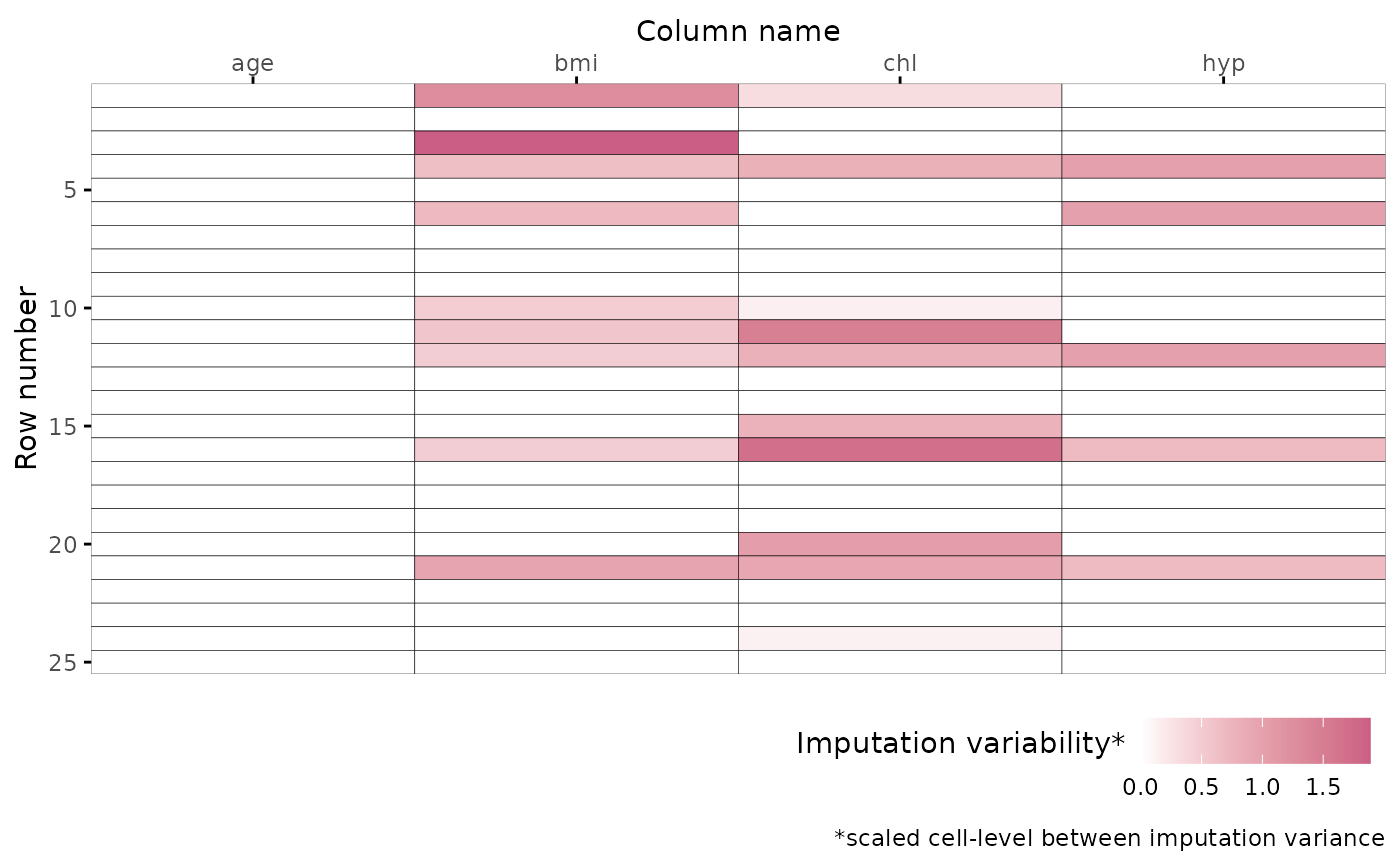 Column name
age bmi chl hyp
Row number
5
10
15
20
25
Imputation variability*
0.0 0.5 1.0 1.5
*scaled cell-level between imputation variance